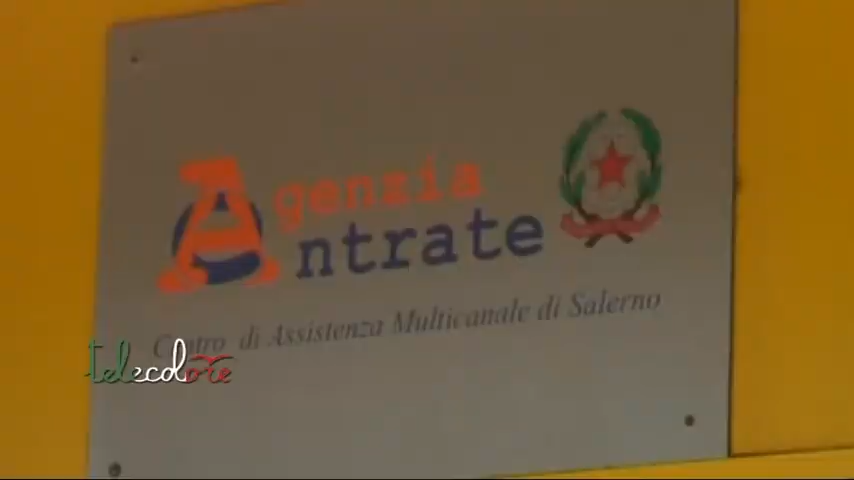 Agenzia
ntrate
Centro di Assistenza Multicanale di Salerno
telecolore